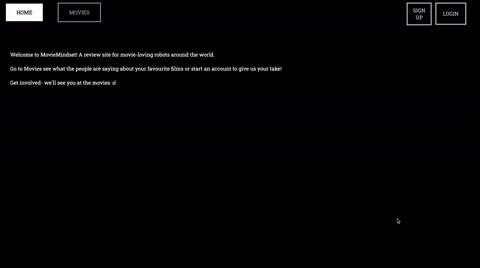 HOME
MOVIES
SIGN
UP
LOGIN
Welcome to MovieMindset! A review site for movie-loving robots around the world.
Go to Movies see what the people are saying about your favourite films or start an account to give us your take!
Get involved- we'll see you at the movies